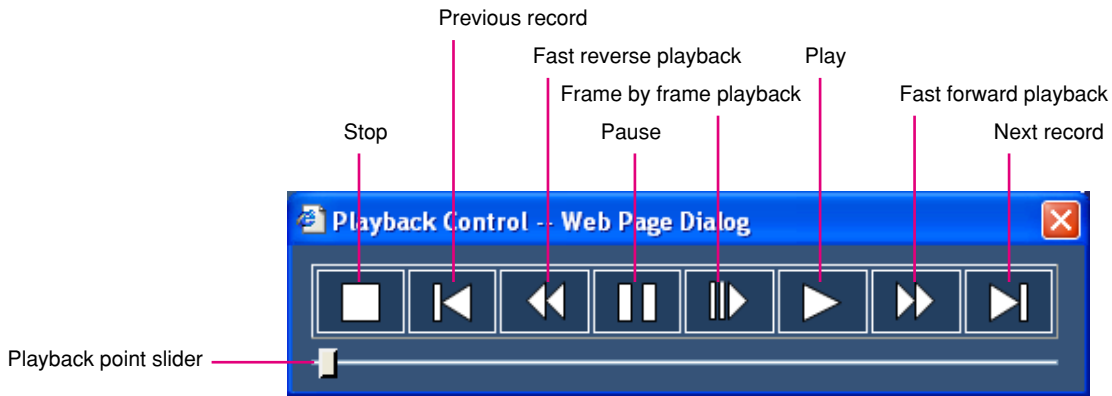 Previous record
Fast reverse playback
Play
Frame by frame playback
Fast forward playback
Stop
Pause
Next record
Playback Control -- Web Page Dialog
Playback point slider